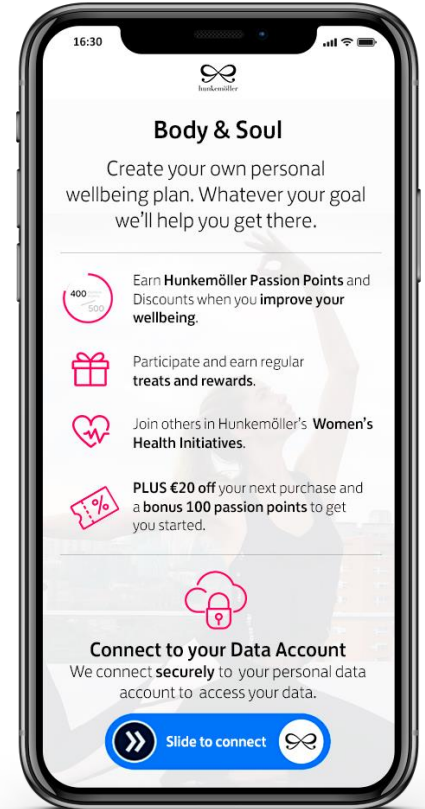 16:30
hunkemöller
Body & Soul
Create your own personal
wellbeing plan. Whatever your goal
we'll help you get there.
400
500
Earn Hunkemöller Passion Points and
Discounts when you improve your
wellbeing.
Participate and earn regular
treats and rewards.
Join others in Hunkemöller's Women's
Health Initiatives.
%
PLUS €20 off your next purchase and
a bonus 100 passion points to get
you started.
Connect to your Data Account
We connect securely to your personal data
account to access your data.
Slide to connect